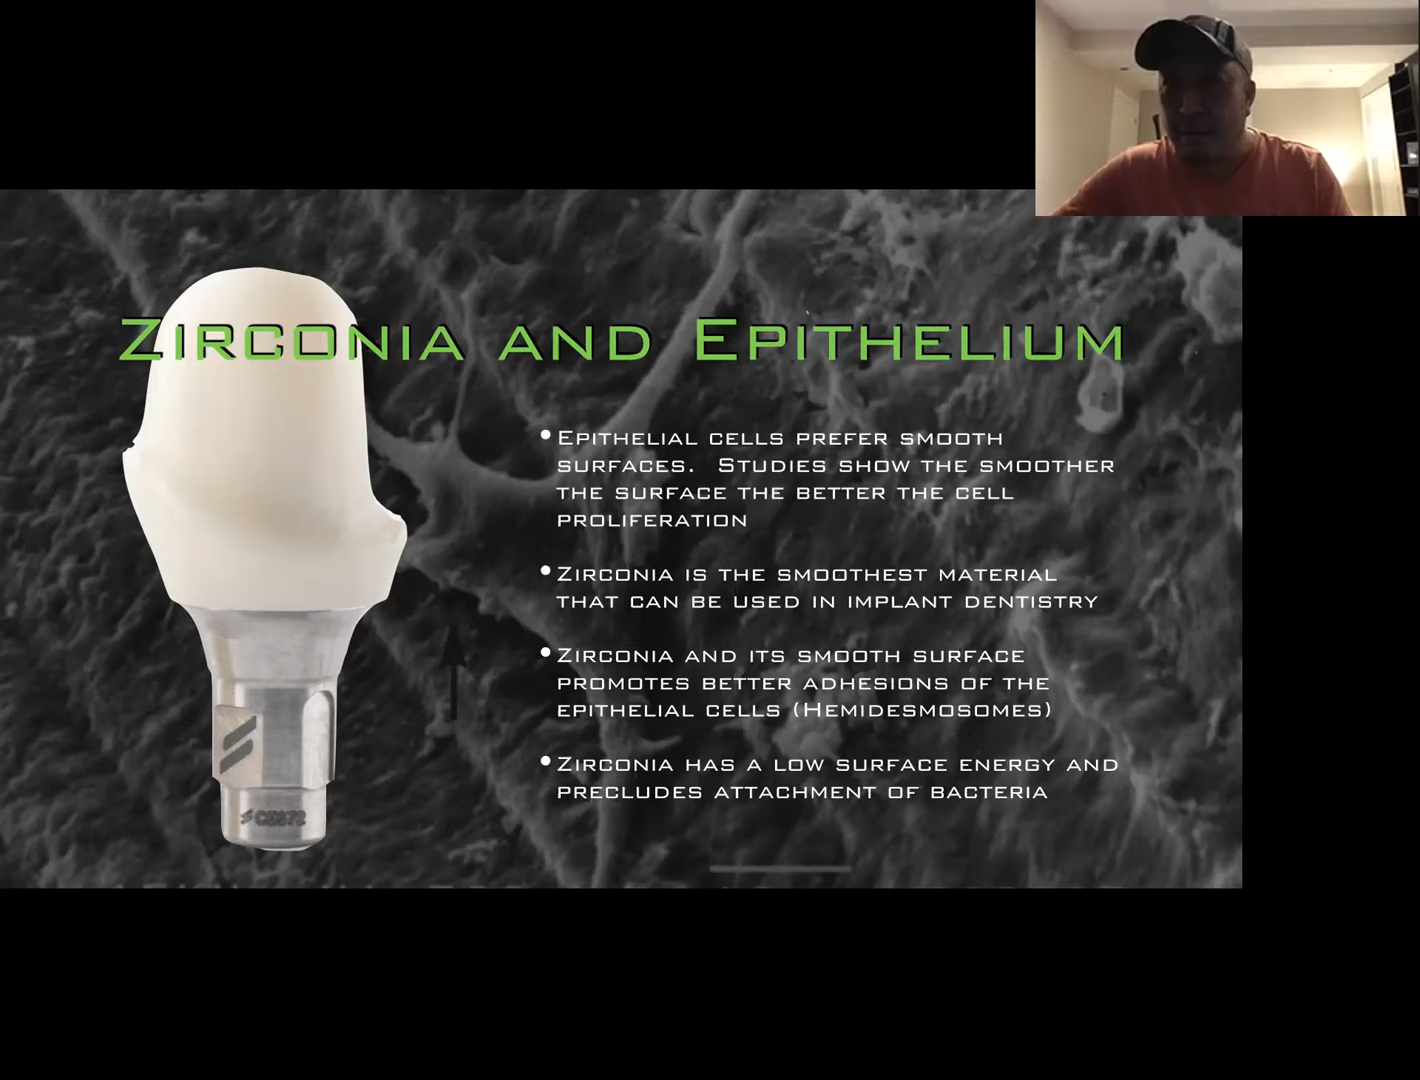 ZIRCONIA AND EPITHELIUM
• EPITHELIAL CELLS PREFER SMOOTH
SURFACES. STUDIES SHOW THE SMOOTHER
THE SURFACE THE BETTER THE CELL
PROLIFERATION
• ZIRCONIA IS THE SMOOTHEST MATERIAL
THAT CAN BE USED IN IMPLANT DENTISTRY
• ZIRCONIA AND ITS SMOOTH SURFACE
PROMOTES BETTER ADHESIONS OF THE
EPITHELIAL CELLS (HEMIDESMOSOMES)
• ZIRCONIA HAS A LOW SURFACE ENERGY AND
PRECLUDES ATTACHMENT OF BACTERIA